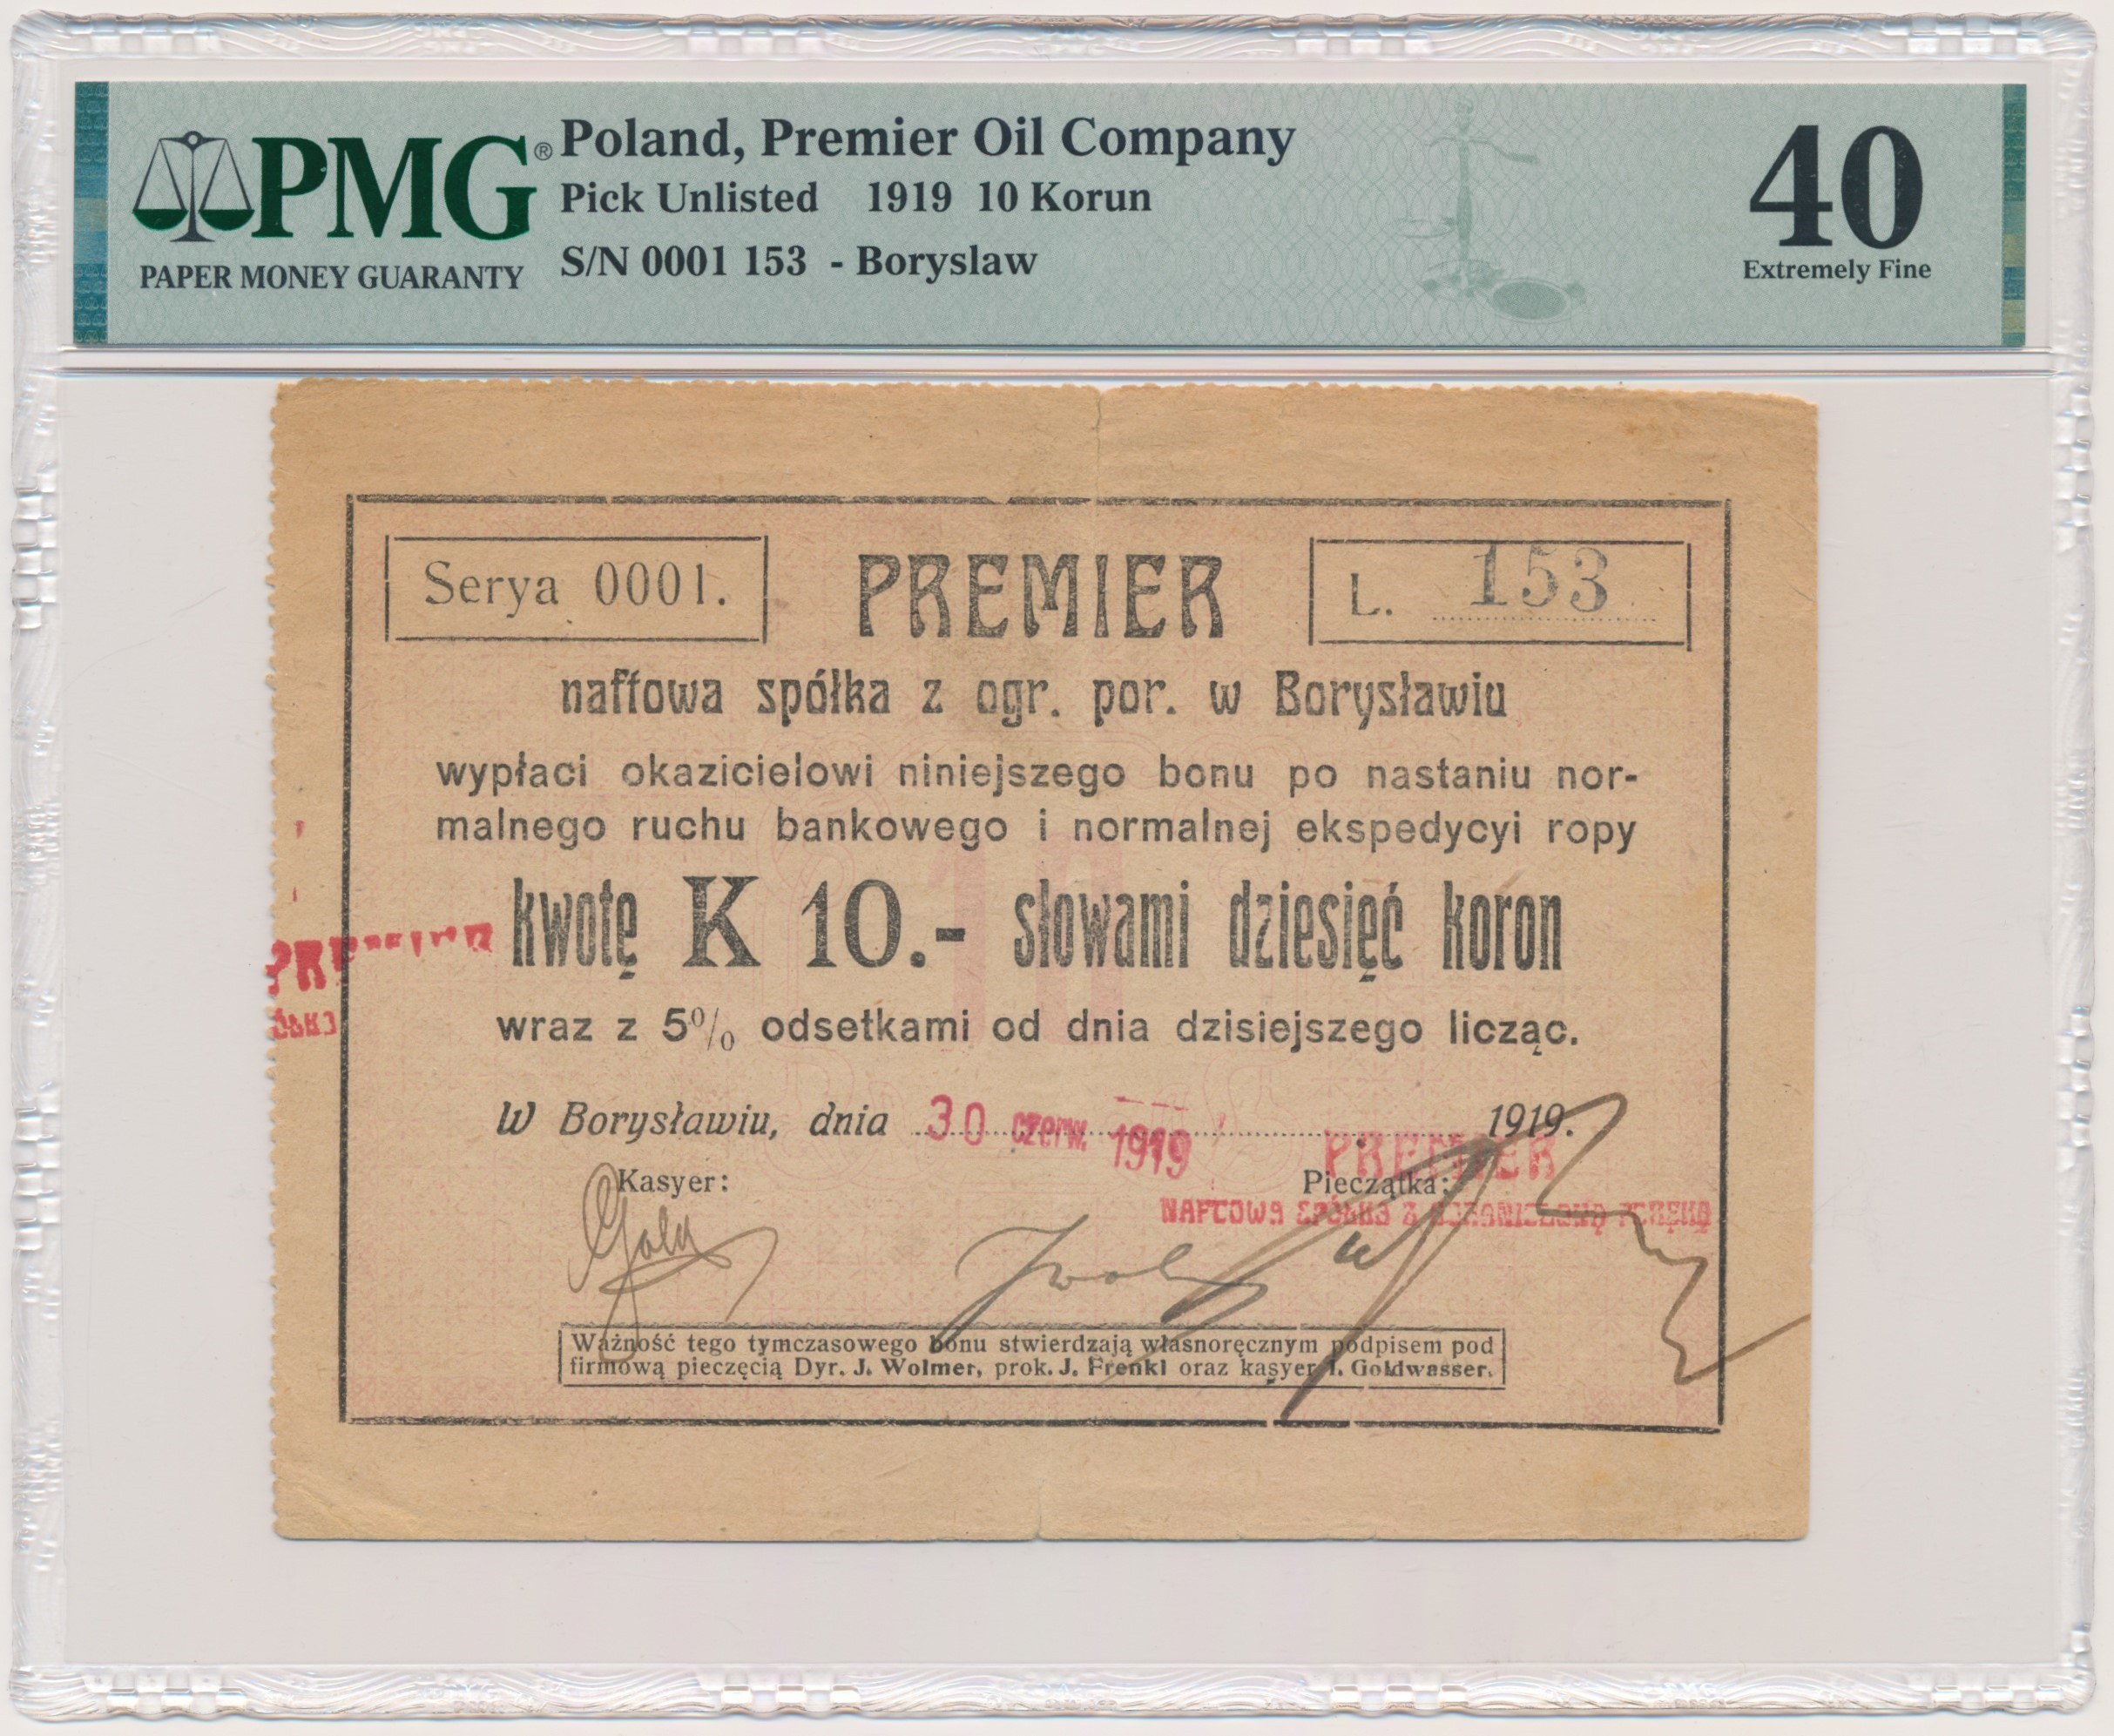 PMG®
PAPER MONEY GUARANTY
Poland, Premier Oil Company
Pick Unlisted 1919 10 Korun
S/N 0001 153 - Boryslaw
40
Extremely Fine
Serya 0001.
PREMIER
L. 153
naftowa spółka z ogr. por. w Borysławiu
wypłaci okazicielowi niniejszego bonu po nastaniu nor-
malnego ruchu bankowego i normalnej ekspedycyi ropy
kwotę K 10.- słowami dziesięć koron
PREMIER
wraz z 5% odsetkami od dnia dzisiejszego licząc.
W Borysławiu, dnia 30 czerw. 1919 1919.
PREMIER
Kasyer:
Pieczątka:
NAFTOWA SPÓŁKA Z OGRANICZONĄ PORĘKĄ
Ważność tego tymczasowego bonu stwierdzają własnoręcznym podpisem pod
firmową pieczęcią Dyr. J. Wolmer, prok. J. Frenkl oraz kasyer I. Goldwasser.